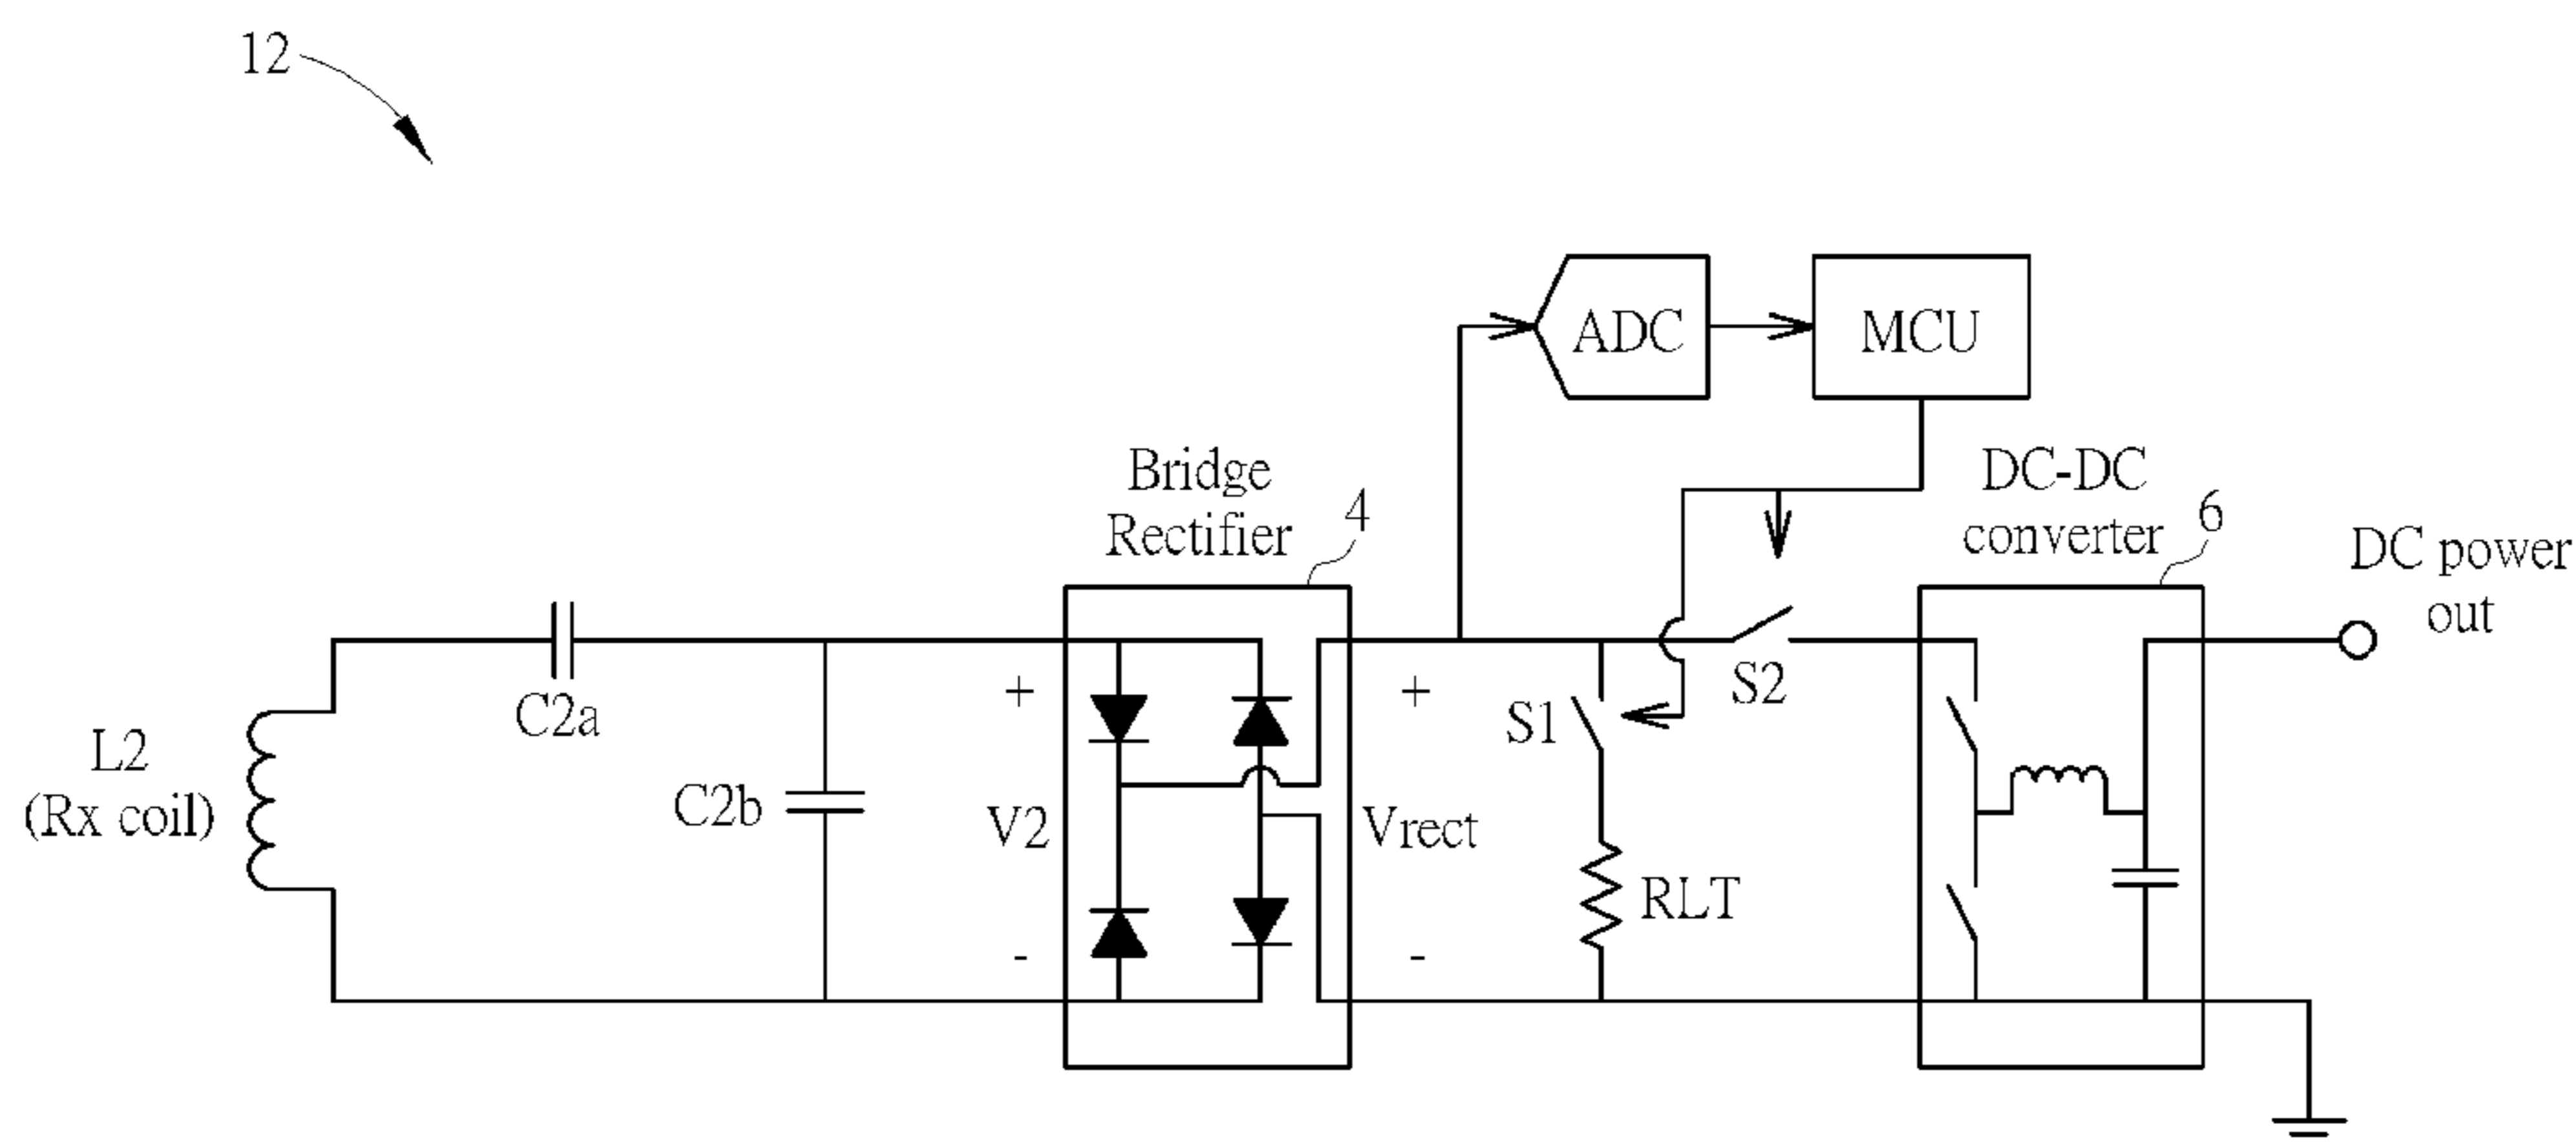 12
ADC
MCU
Bridge
Rectifier
4
DC-DC
converter
6
DC power
out
C2a
+
+
S1
S2
L2
(Rx coil)
C2b
V2
Vrect
RLT
-
-